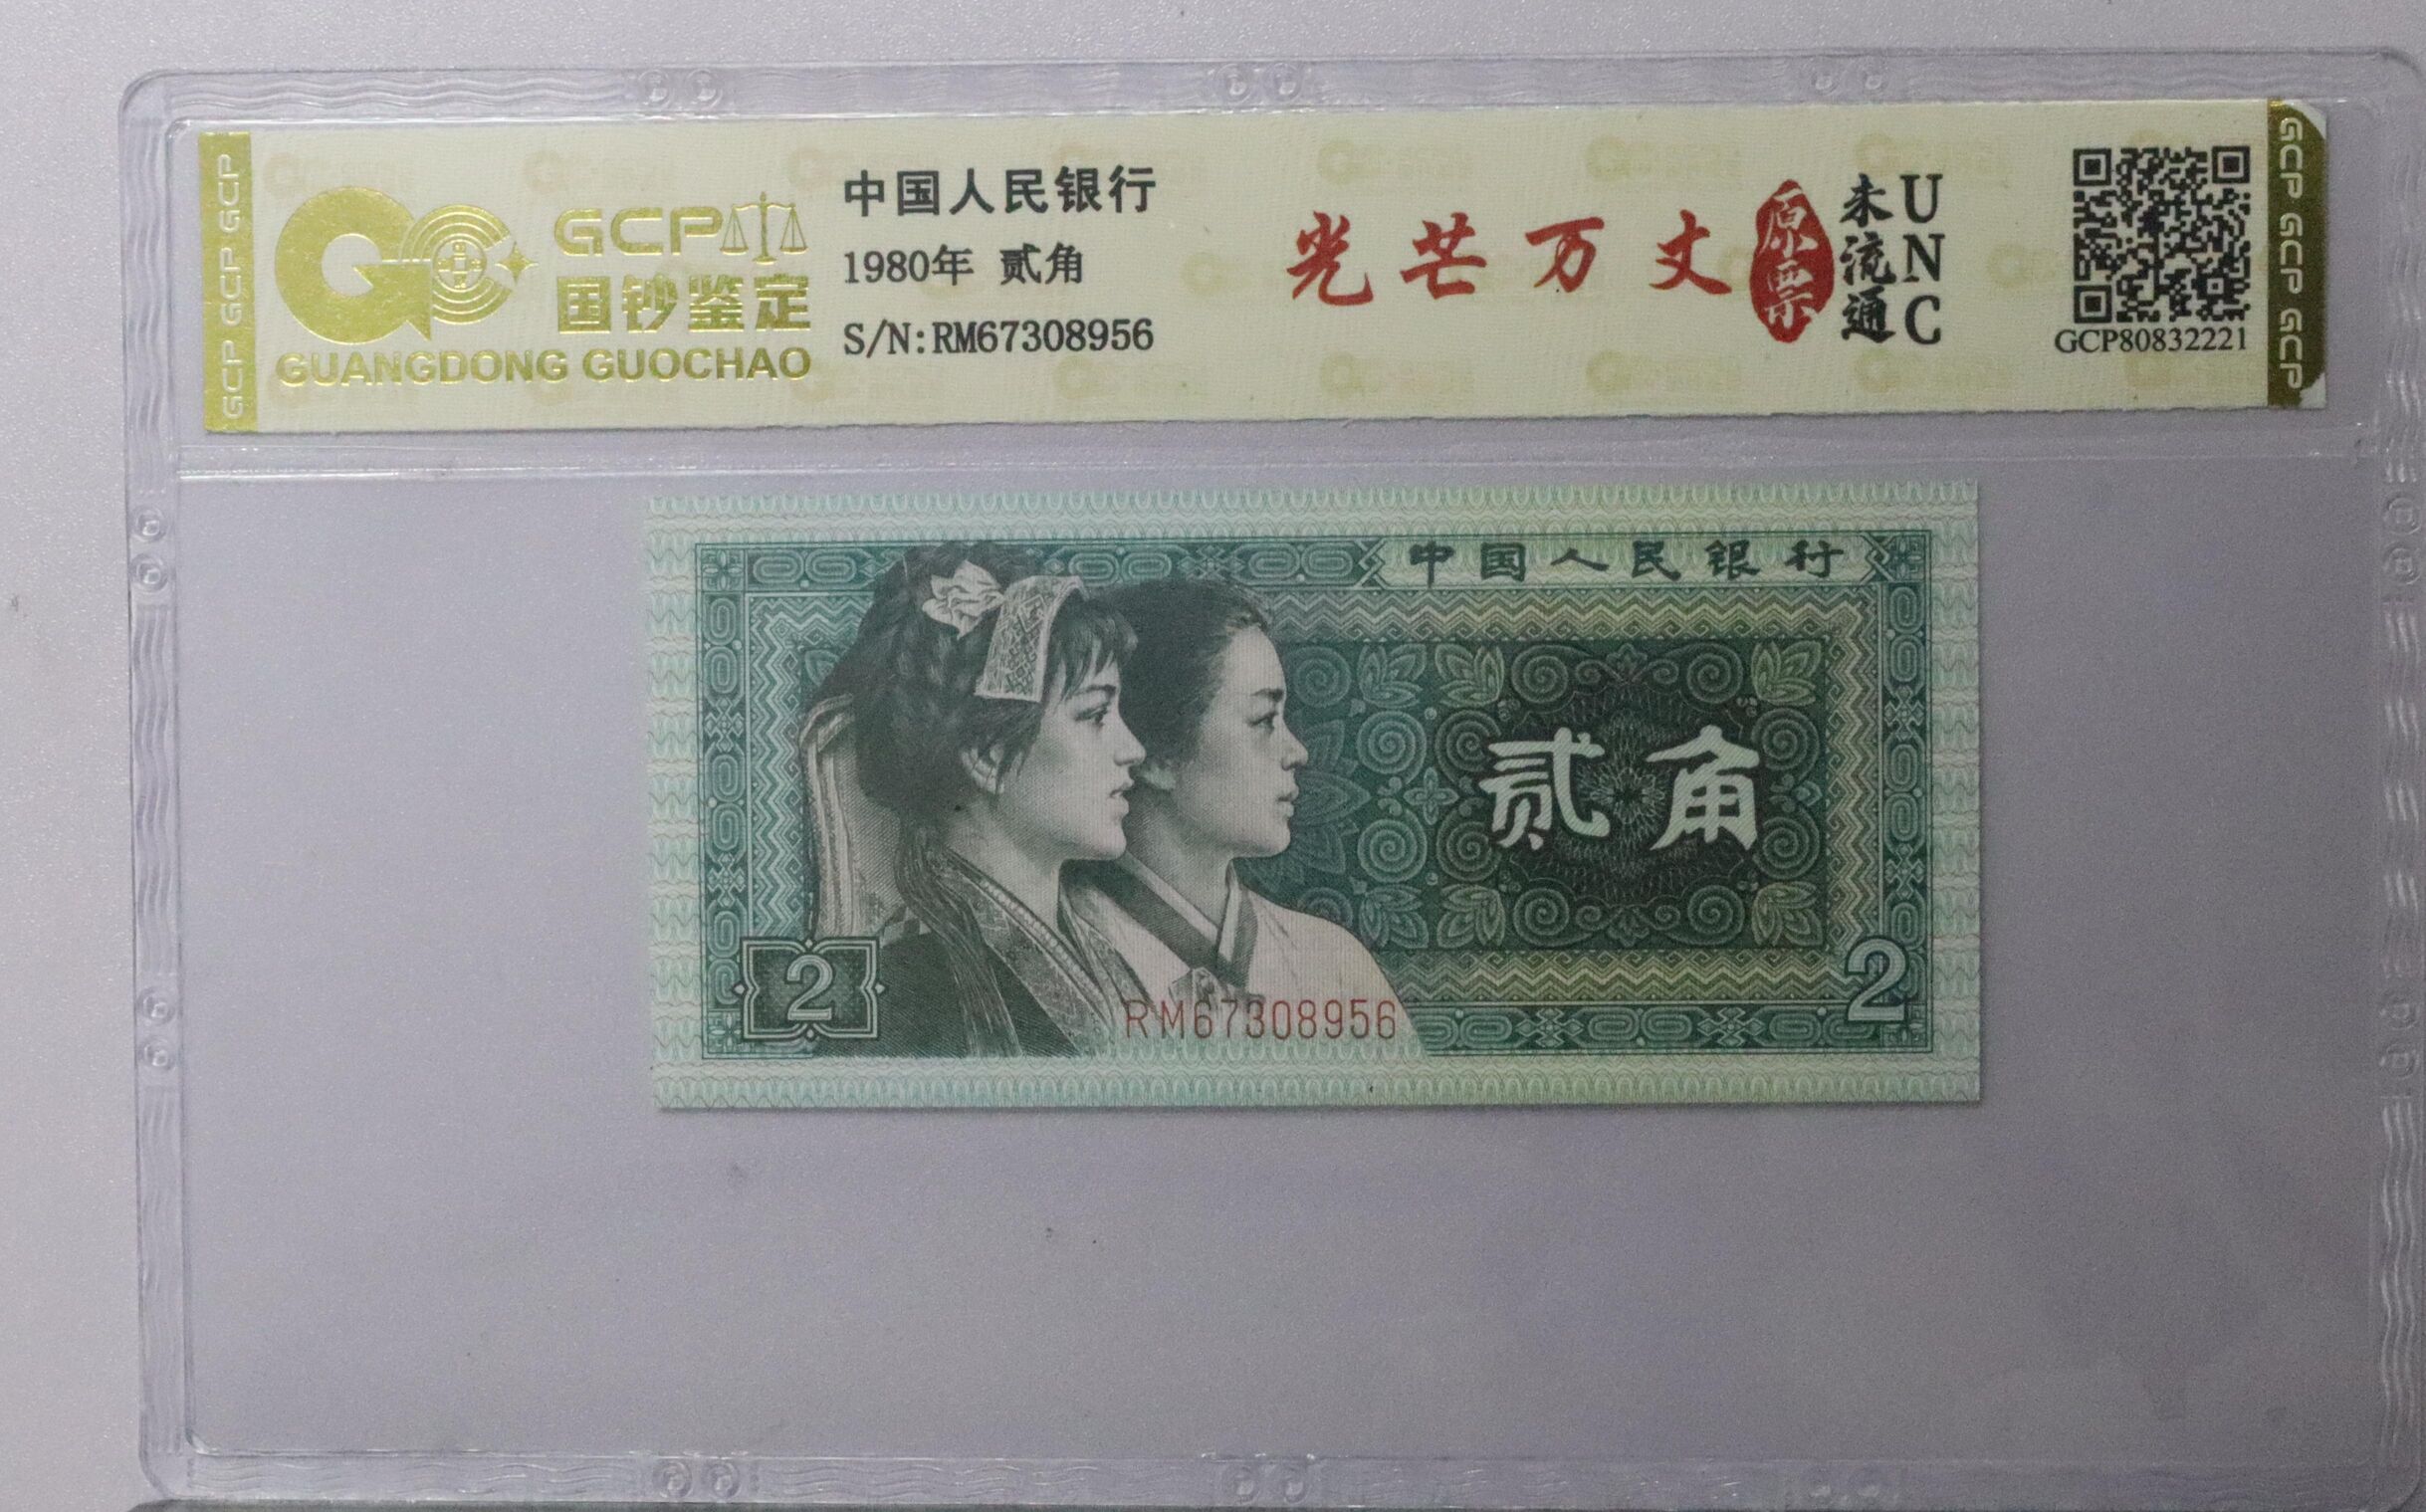 GCP GCP GCP
GCP
国钞鉴定
GUANGDONG GUOCHAO
中国人民银行
1980年 贰角
S/N:RM67308956
光芒万丈
原票
未流通
UNC
GCP80832221
GCP GCP GCP
中国人民银行
贰角
2
RM67308956
2